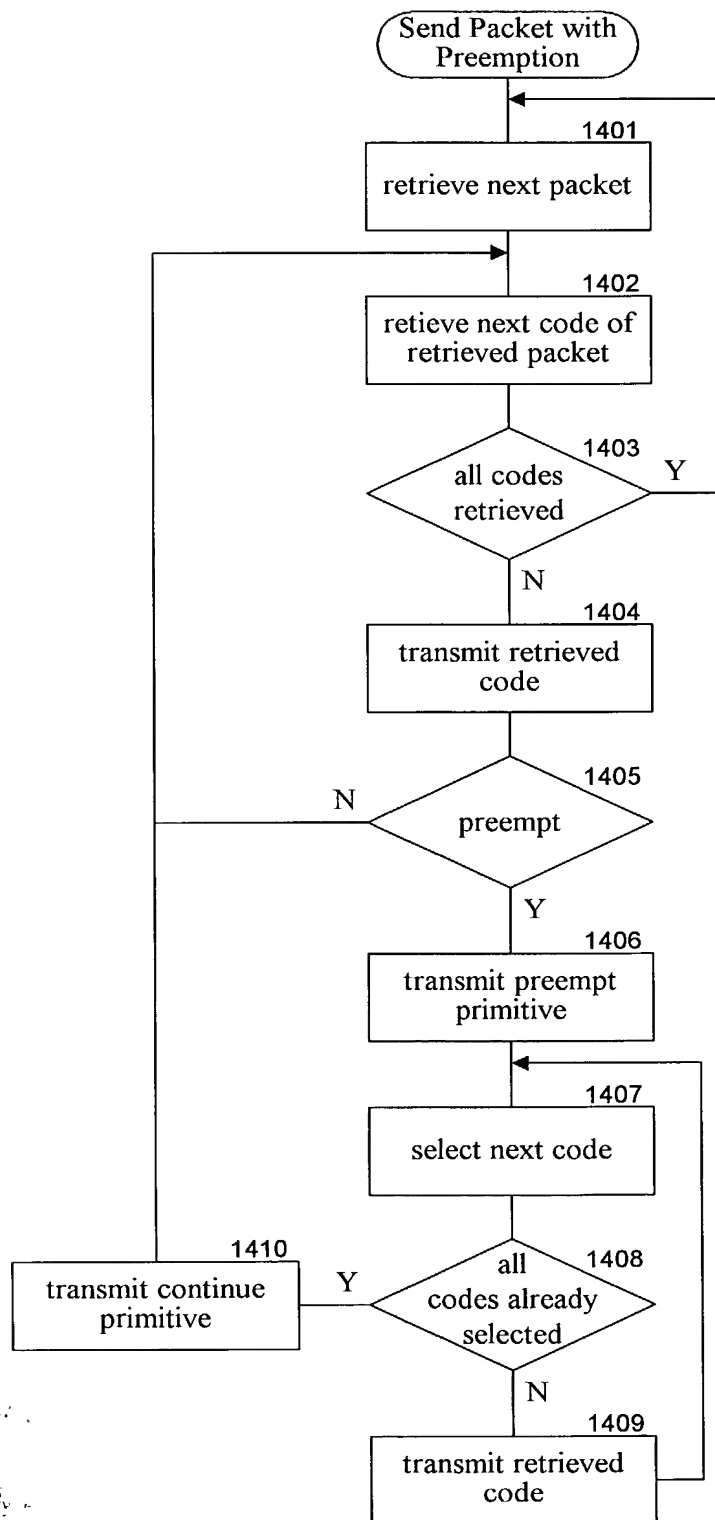 Send Packet with
Preemption
1401
retrieve next packet
1402
retieve next code of
retrieved packet
1403
all codes
retrieved
Y
N
1404
transmit retrieved
code
1405
preempt
N
Y
1406
transmit preempt
primitive
1407
select next code
1408
all
codes already
selected
Y
1410
transmit continue
primitive
N
1409
transmit retrieved
code